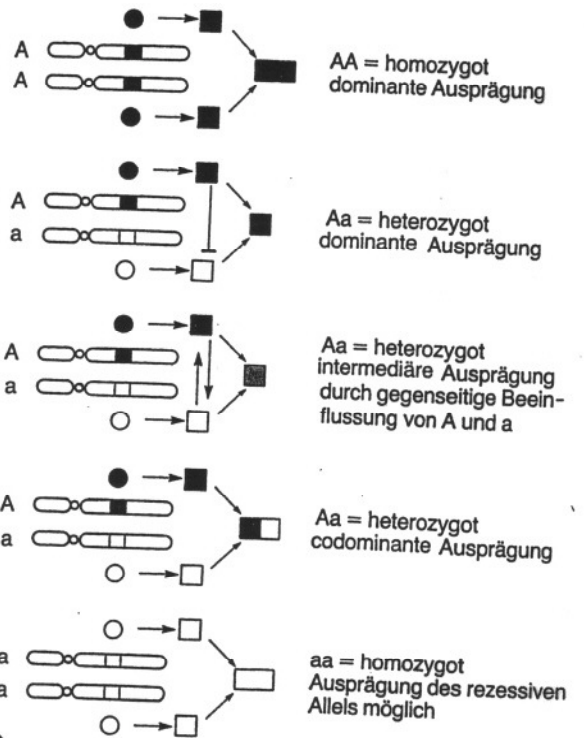 A
A
AA = homozygot
dominante Ausprägung
A
a
Aa = heterozygot
dominante Ausprägung
A
a
Aa = heterozygot
intermediäre Ausprägung
durch gegenseitige Beein-
flussung von A und a
A
a
Aa = heterozygot
codominante Ausprägung
a
a
aa = homozygot
Ausprägung des rezessiven
Allels möglich